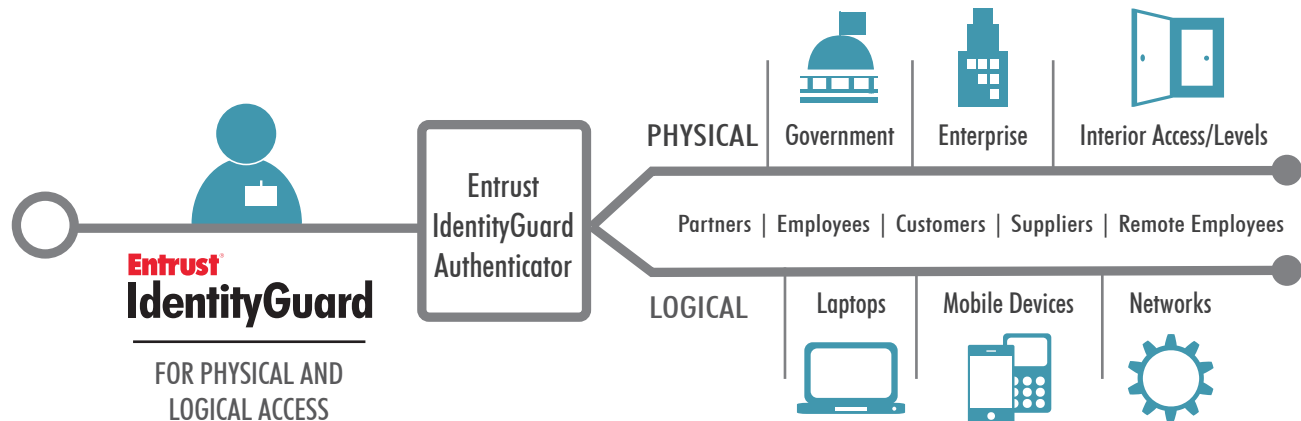 Entrust®
IdentityGuard
FOR PHYSICAL AND
LOGICAL ACCESS
Entrust
IdentityGuard
Authenticator
PHYSICAL
Government
Enterprise
Interior Access/Levels
Partners | Employees | Customers | Suppliers | Remote Employees
LOGICAL
Laptops
Mobile Devices
Networks